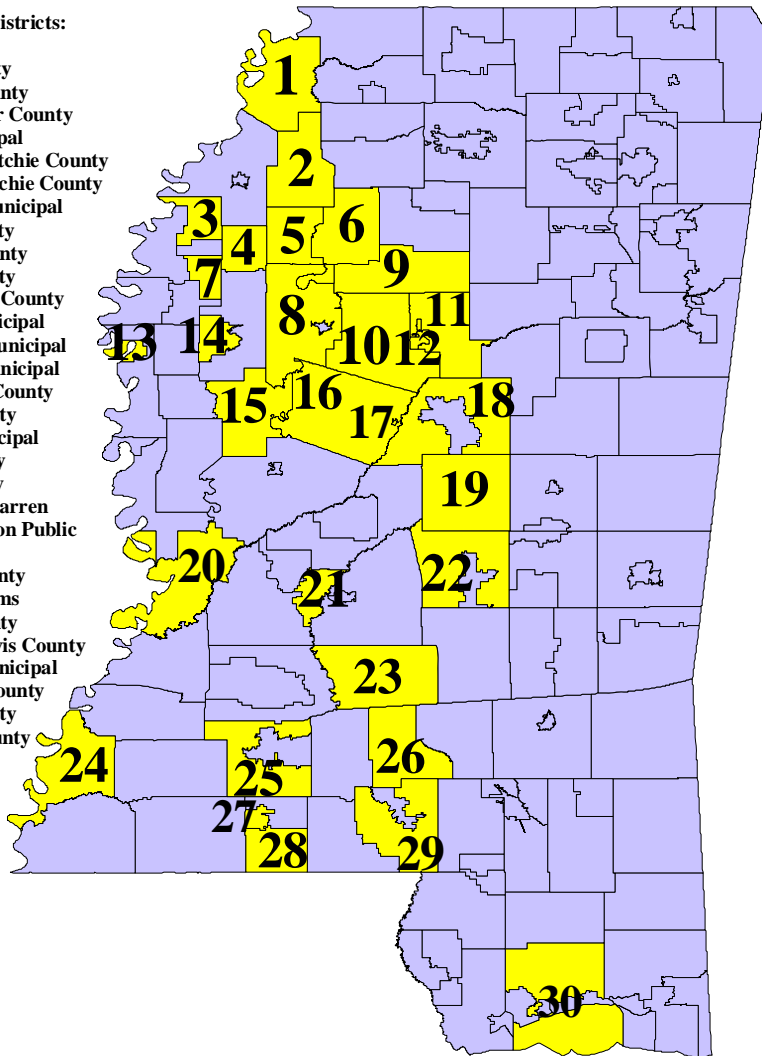 istricts:
ty
nty
r County
pal
tchie County
chie County
unicipal
ty
unty
ty
County
icipal
unicipal
nicipal
County
ty
cipal
y
y
arren
on Public
nty
ms
ty
vis County
nicipal
ounty
ty
unty
1
2
3
4
5
6
7
8
9
10
11
12
13
14
15
16
17
18
19
20
21
22
23
24
25
26
27
28
29
30